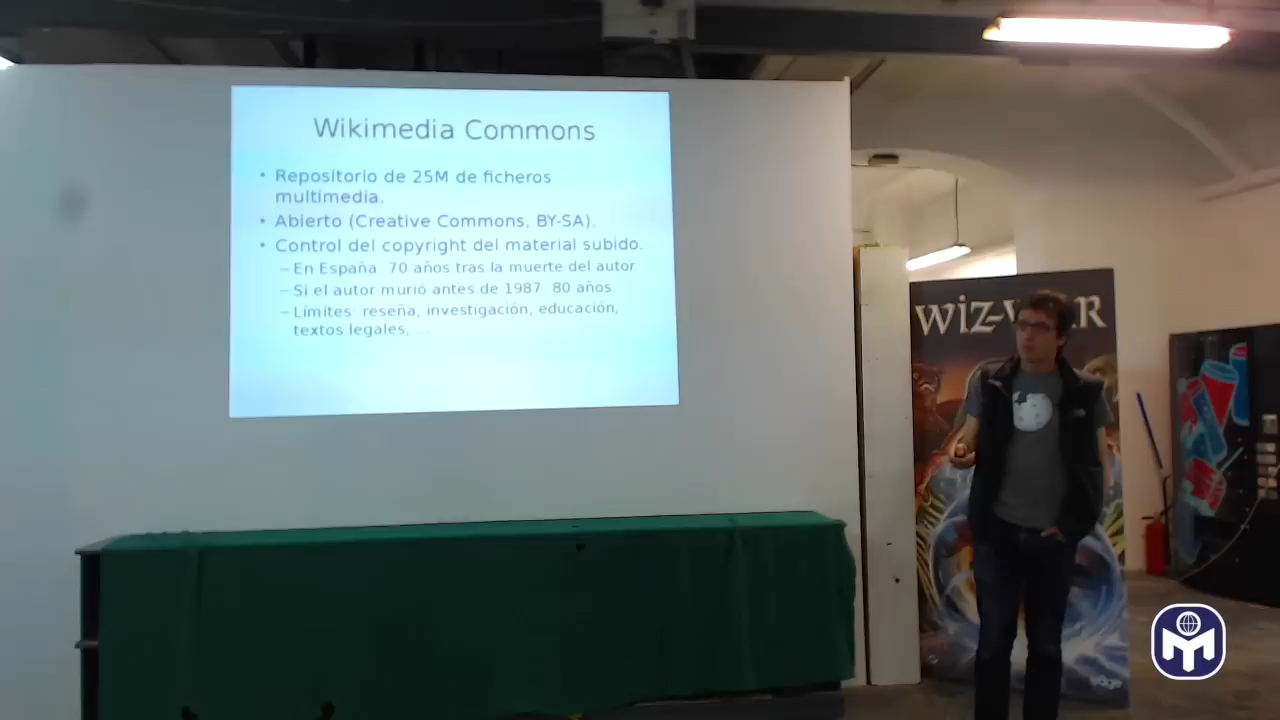 Wikimedia Commons
• Repositorio de 25M de ficheros
multimedia.
• Abierto (Creative Commons, BY-SA).
• Control del copyright del material subido.
– En España: 70 años tras la muerte del autor.
– Si el autor murió antes de 1987: 80 años.
– Límites: reseña, investigación, educación,
textos legales, ...
WIZ-WAR